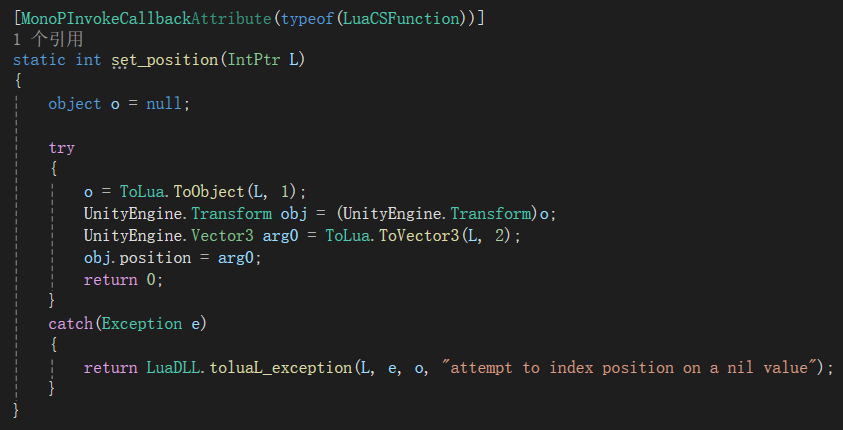 [MonoPInvokeCallbackAttribute(typeof(LuaCSFunction))]
1 个引用
static int set_position(IntPtr L)
{
object o = null;
try
{
o = ToLua.ToObject(L, 1);
UnityEngine.Transform obj = (UnityEngine.Transform)o;
UnityEngine.Vector3 arg0 = ToLua.ToVector3(L, 2);
obj.position = arg0;
return 0;
}
catch(Exception e)
{
return LuaDLL.toluaL_exception(L, e, o, "attempt to index position on a nil value");
}
}